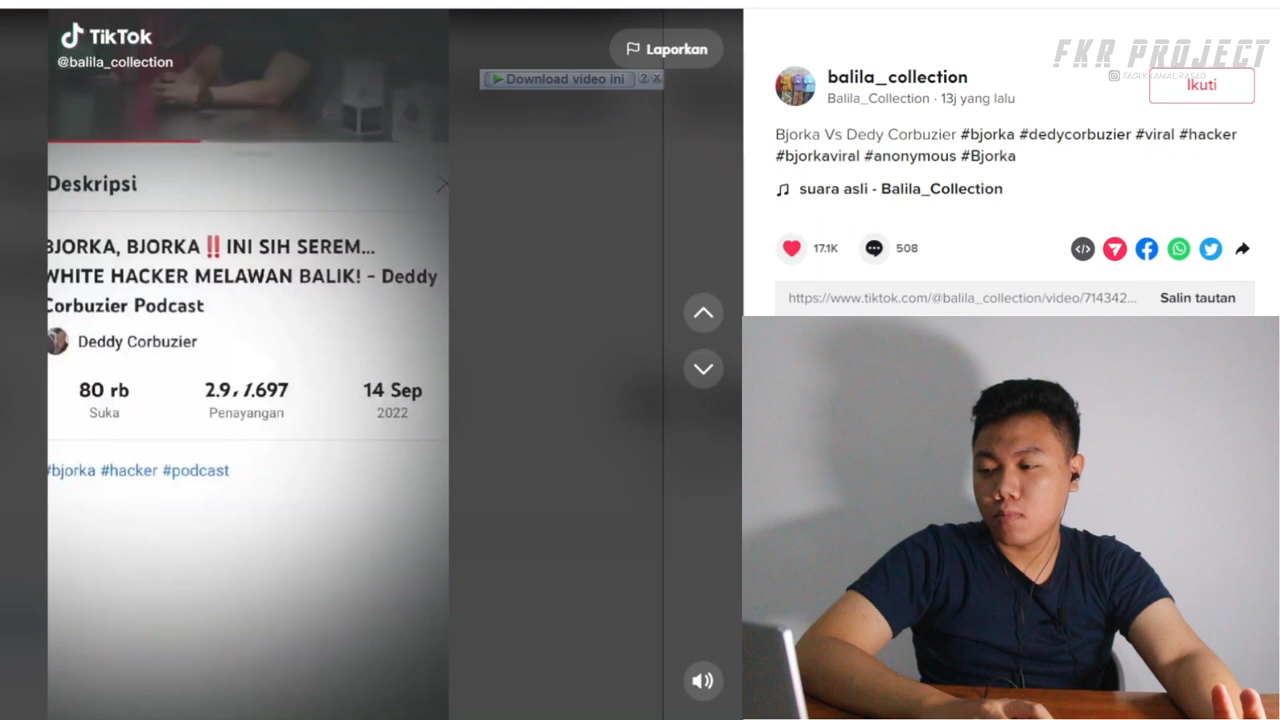 TikTok
@balila_collection
Laporkan
Download video ini
Deskripsi
BJORKA, BJORKA‼️INI SIH SEREM...
WHITE HACKER MELAWAN BALIK! - Deddy
Corbuzier Podcast
Deddy Corbuzier
80 rb
14 Sep
Suka
Penayangan
2022
#bjorka #hacker #podcast
FKR PROJECT
FADLY.KAMAL.RASAO
balila_collection
Balila_Collection · 13j yang lalu
Ikuti
Bjorka Vs Dedy Corbuzier #bjorka #dedycorbuzier #viral #hacker
#bjorkaviral #anonymous #Bjorka
suara asli - Balila_Collection
17.1K
508
https://www.tiktok.com/@balila_collection/video/714342...
Salin tautan